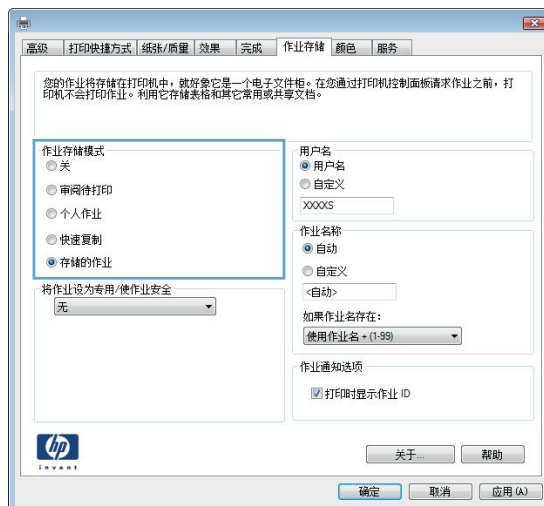 高级 打印快捷方式 纸张/质量 效果 完成 作业存储 颜色 服务
您的作业将存储在打印机中，就好象它是一个电子文件柜。在您通过打印机控制面板请求作业之前，打
印机不会打印作业。利用它存储表格和其它常用或共享文档。
作业存储模式
关
审阅待打印
个人作业
快速复制
存储的作业
将作业设为专用/使作业安全
无
用户名
用户名
自定义
XXXXS
作业名称
自动
自定义
<自动>
如果作业名存在：
使用作业名 + (1-99)
作业通知选项
打印时显示作业 ID
hp
invent
关于...
帮助
确定 取消 应用 (A)